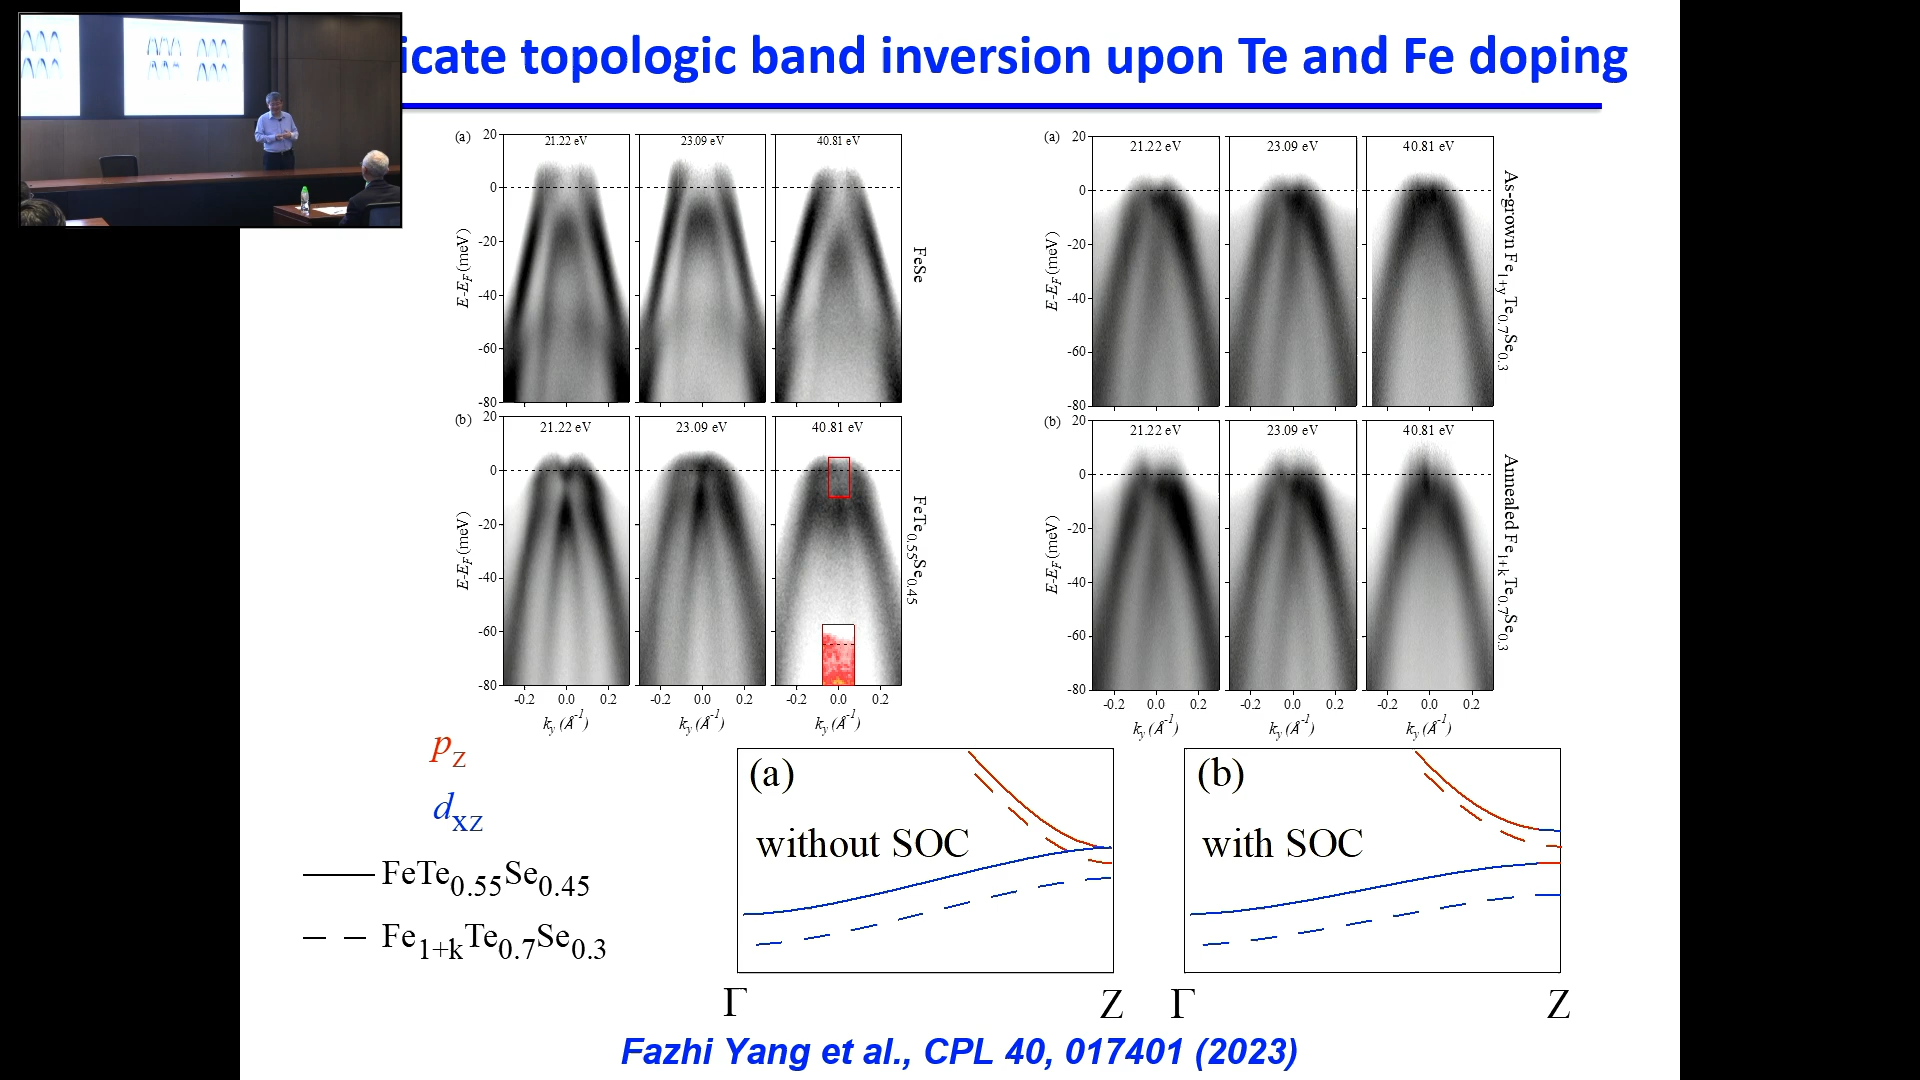 icate topologic band inversion upon Te and Fe doping
(a)
20
0
-20
-40
-60
-80
E-E_F (meV)
21.22 eV
23.09 eV
40.81 eV
FeSe
(b)
20
0
-20
-40
-60
-80
E-E_F (meV)
21.22 eV
23.09 eV
40.81 eV
FeTe0.55Se0.45
-0.2 0.0 0.2 -0.2 0.0 0.2 -0.2 0.0 0.2
k_y (Å^-1) k_y (Å^-1) k_y (Å^-1)
(a)
20
0
-20
-40
-60
-80
E-E_F (meV)
21.22 eV
23.09 eV
40.81 eV
As-grown Fe1+yTe0.7Se0.3
(b)
20
0
-20
-40
-60
-80
E-E_F (meV)
21.22 eV
23.09 eV
40.81 eV
Annealed Fe1+kTe0.7Se0.3
-0.2 0.0 0.2 -0.2 0.0 0.2 -0.2 0.0 0.2
k_y (Å^-1) k_y (Å^-1) k_y (Å^-1)
pz
dxz
FeTe0.55Se0.45
Fe1+kTe0.7Se0.3
(a)
without SOC
Γ Z
(b)
with SOC
Γ Z
Fazhi Yang et al., CPL 40, 017401 (2023)